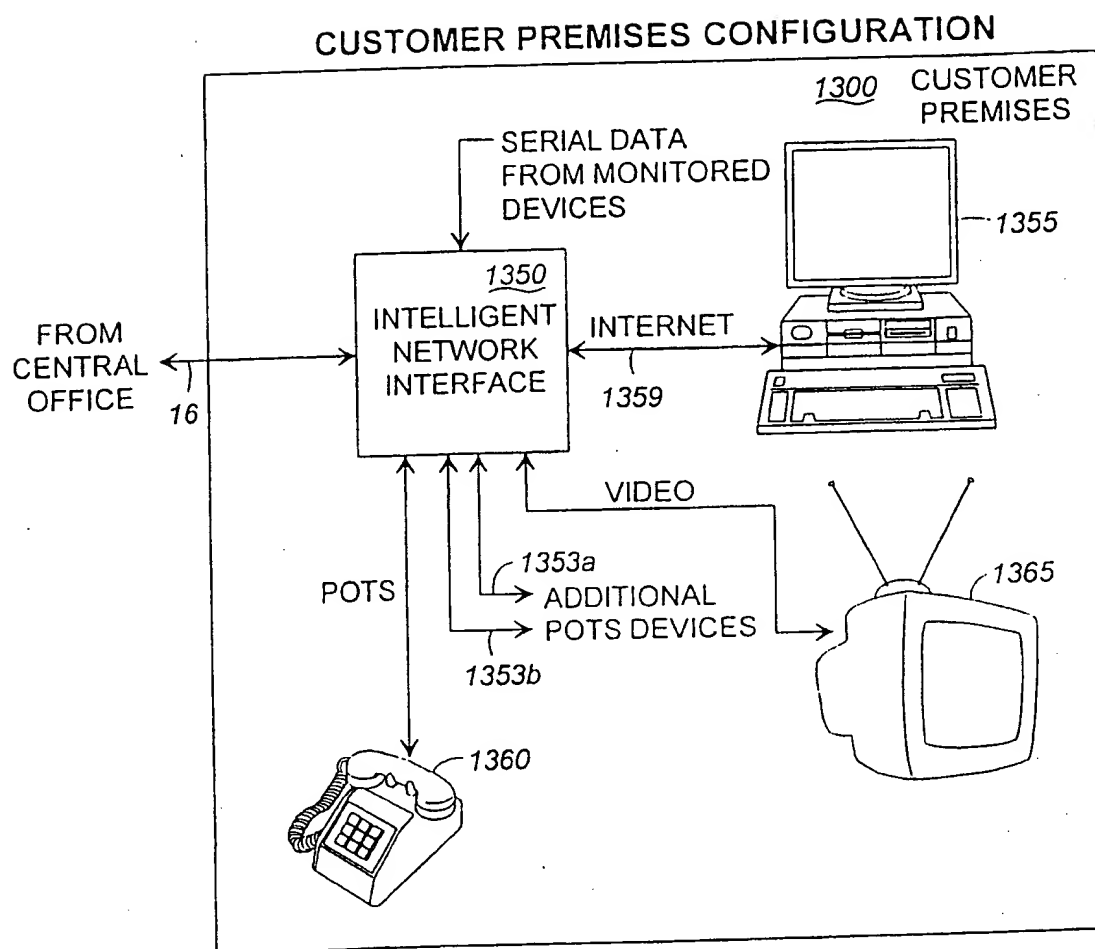 CUSTOMER PREMISES CONFIGURATION
1300 CUSTOMER
PREMISES
SERIAL DATA
FROM MONITORED
DEVICES
1355
1350
INTELLIGENT
NETWORK
INTERFACE
INTERNET
1359
FROM
CENTRAL
OFFICE
16
VIDEO
1353a
ADDITIONAL
POTS DEVICES
1353b
POTS
1365
1360